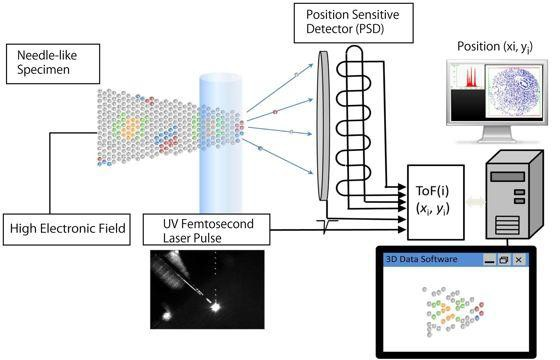 Position Sensitive
Detector (PSD)
Position (xi, yi)
Needle-like
Specimen
High Electronic Field
UV Femtosecond
Laser Pulse
ToF(i)
(xi, yi)
3D Data Software